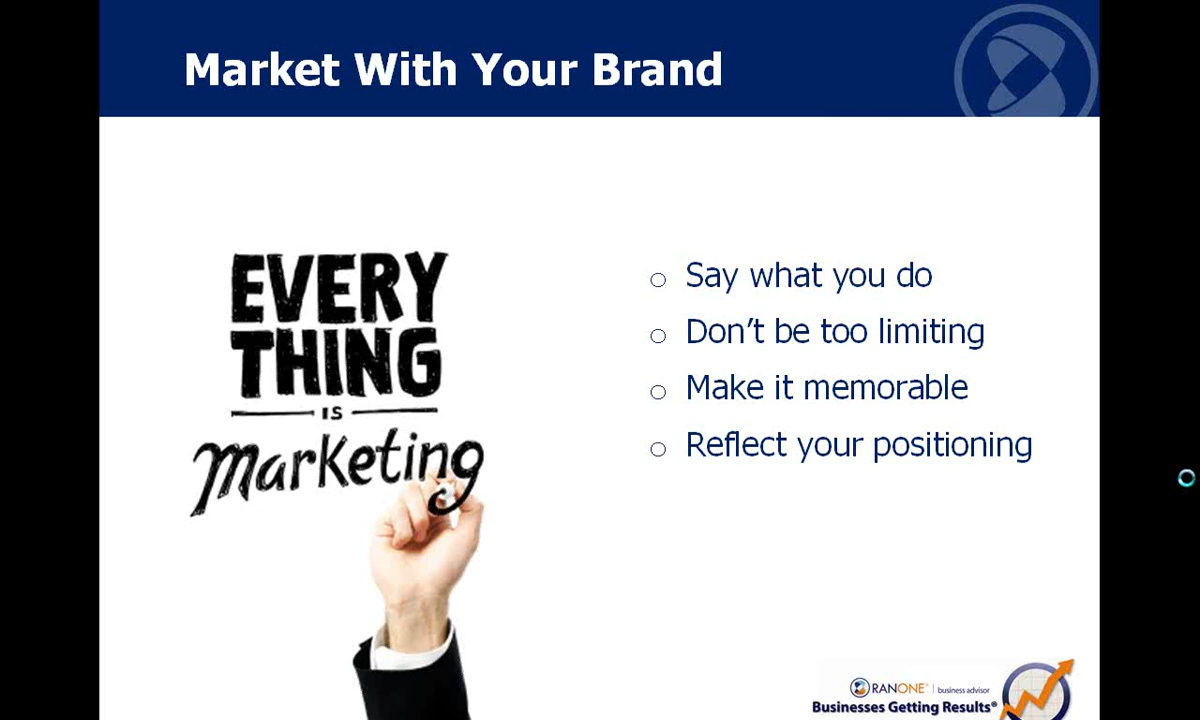 Market With Your Brand
EVERY
THING
IS
Marketing
Say what you do
Don’t be too limiting
Make it memorable
Reflect your positioning
RANONE® | business advisor
Businesses Getting Results®